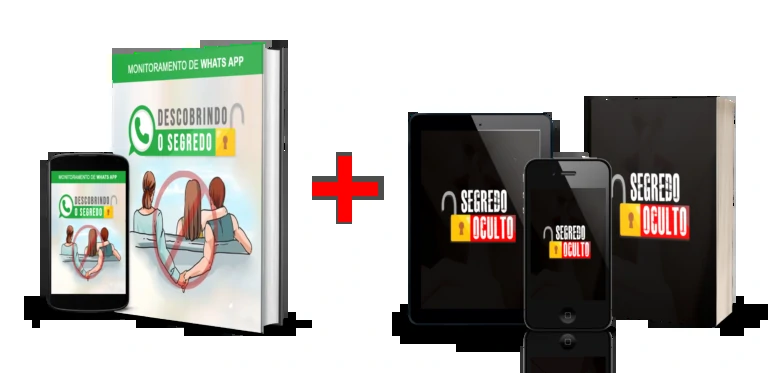 MONITORAMENTO DE WHATS APP
DESCOBRINDO
O SEGREDO
MONITORAMENTO DE WHATS APP
DESCOBRINDO
O SEGREDO
SEGREDO
OCULTO
SEGREDO
OCULTO
SEGREDO
OCULTO